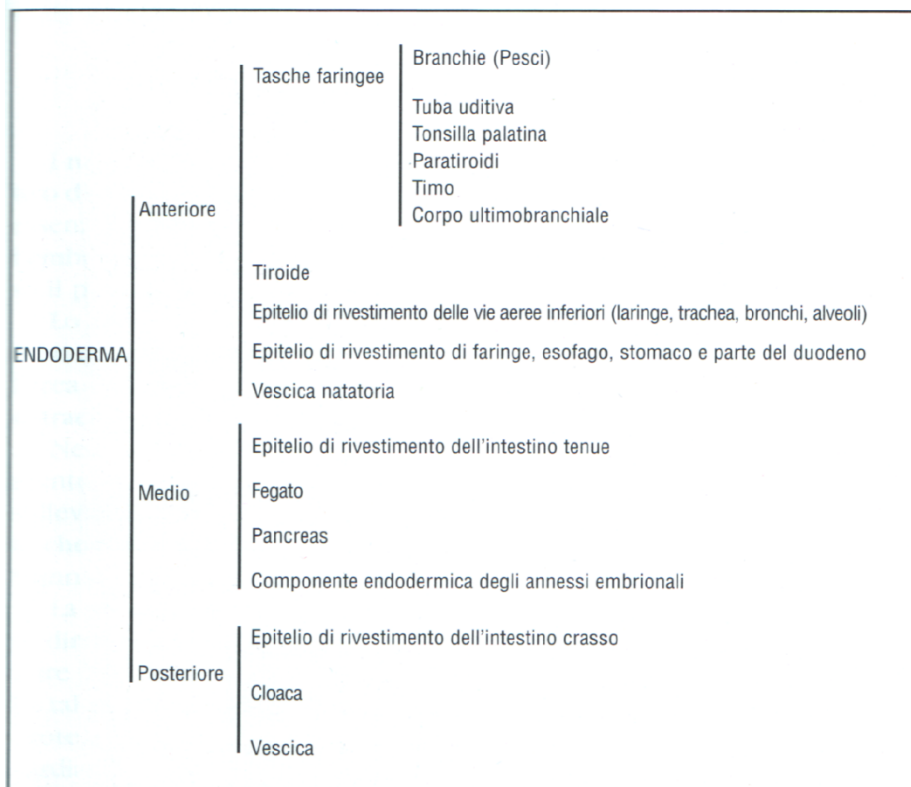 Branchie (Pesci)
Tasche faringee
Tuba uditiva
Tonsilla palatina
Paratiroidi
Timo
Corpo ultimobranchiale
Anteriore
Tiroide
Epitelio di rivestimento delle vie aeree inferiori (laringe, trachea, bronchi, alveoli)
ENDODERMA
Epitelio di rivestimento di faringe, esofago, stomaco e parte del duodeno
Vescica natatoria
Epitelio di rivestimento dell'intestino tenue
Medio
Fegato
Pancreas
Componente endodermica degli annessi embrionali
Epitelio di rivestimento dell'intestino crasso
Posteriore
Cloaca
Vescica